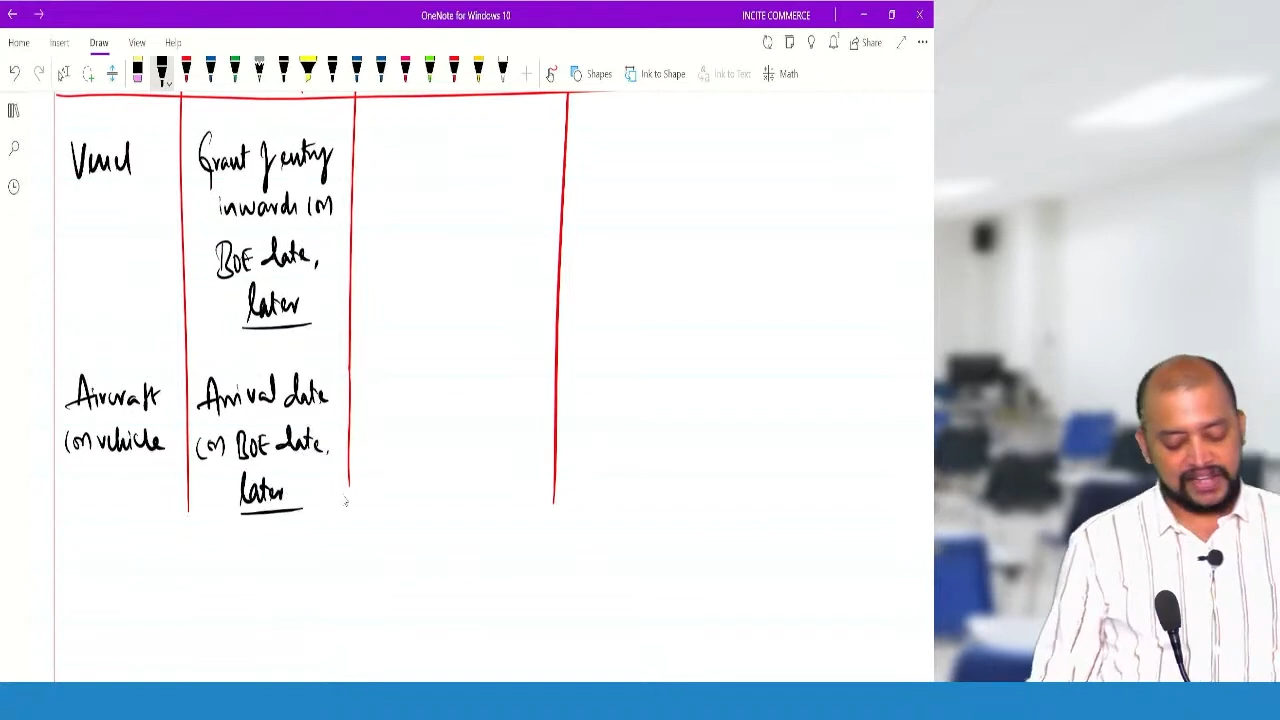 OneNote for Windows 10
INCITE COMMERCE
Home Insert Draw View Help
Share
Shapes
Ink to Shape
Ink to Text
Math
Vessel
Grant of entry
inwards (or)
BOE date,
later
Aircraft
(or) vehicle
Arrival date
(or) BOE date,
later